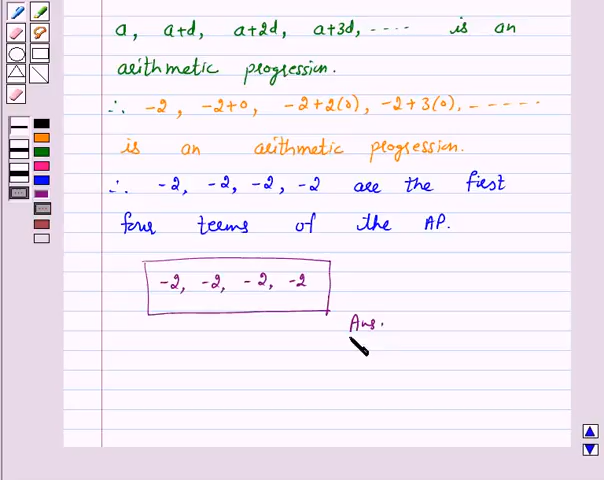 a, a+d, a+2d, a+3d, ---- is an
arithmetic progression.
∴ -2, -2+0, -2+2(0), -2+3(0), ------
is an arithmetic progression.
∴ -2, -2, -2, -2 are the first
four terms of the AP.
-2, -2, -2, -2
Ans.